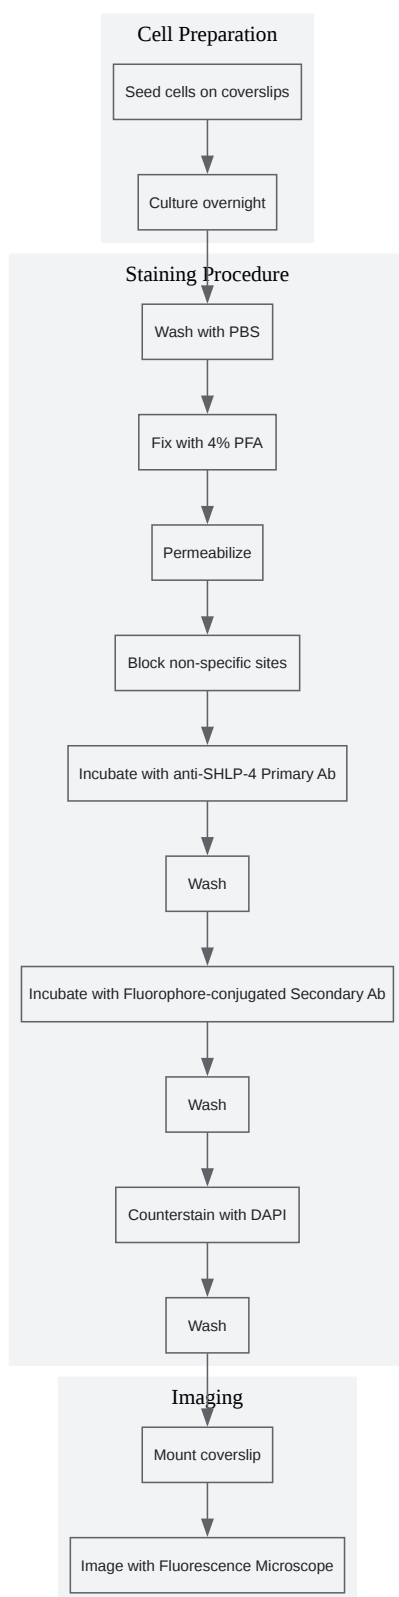 Cell Preparation
Seed cells on coverslips
Culture overnight
Staining Procedure
Wash with PBS
Fix with 4% PFA
Permeabilize
Block non-specific sites
Incubate with anti-SHLP-4 Primary Ab
Wash
Incubate with Fluorophore-conjugated Secondary Ab
Wash
Counterstain with DAPI
Wash
Imaging
Mount coverslip
Image with Fluorescence Microscope